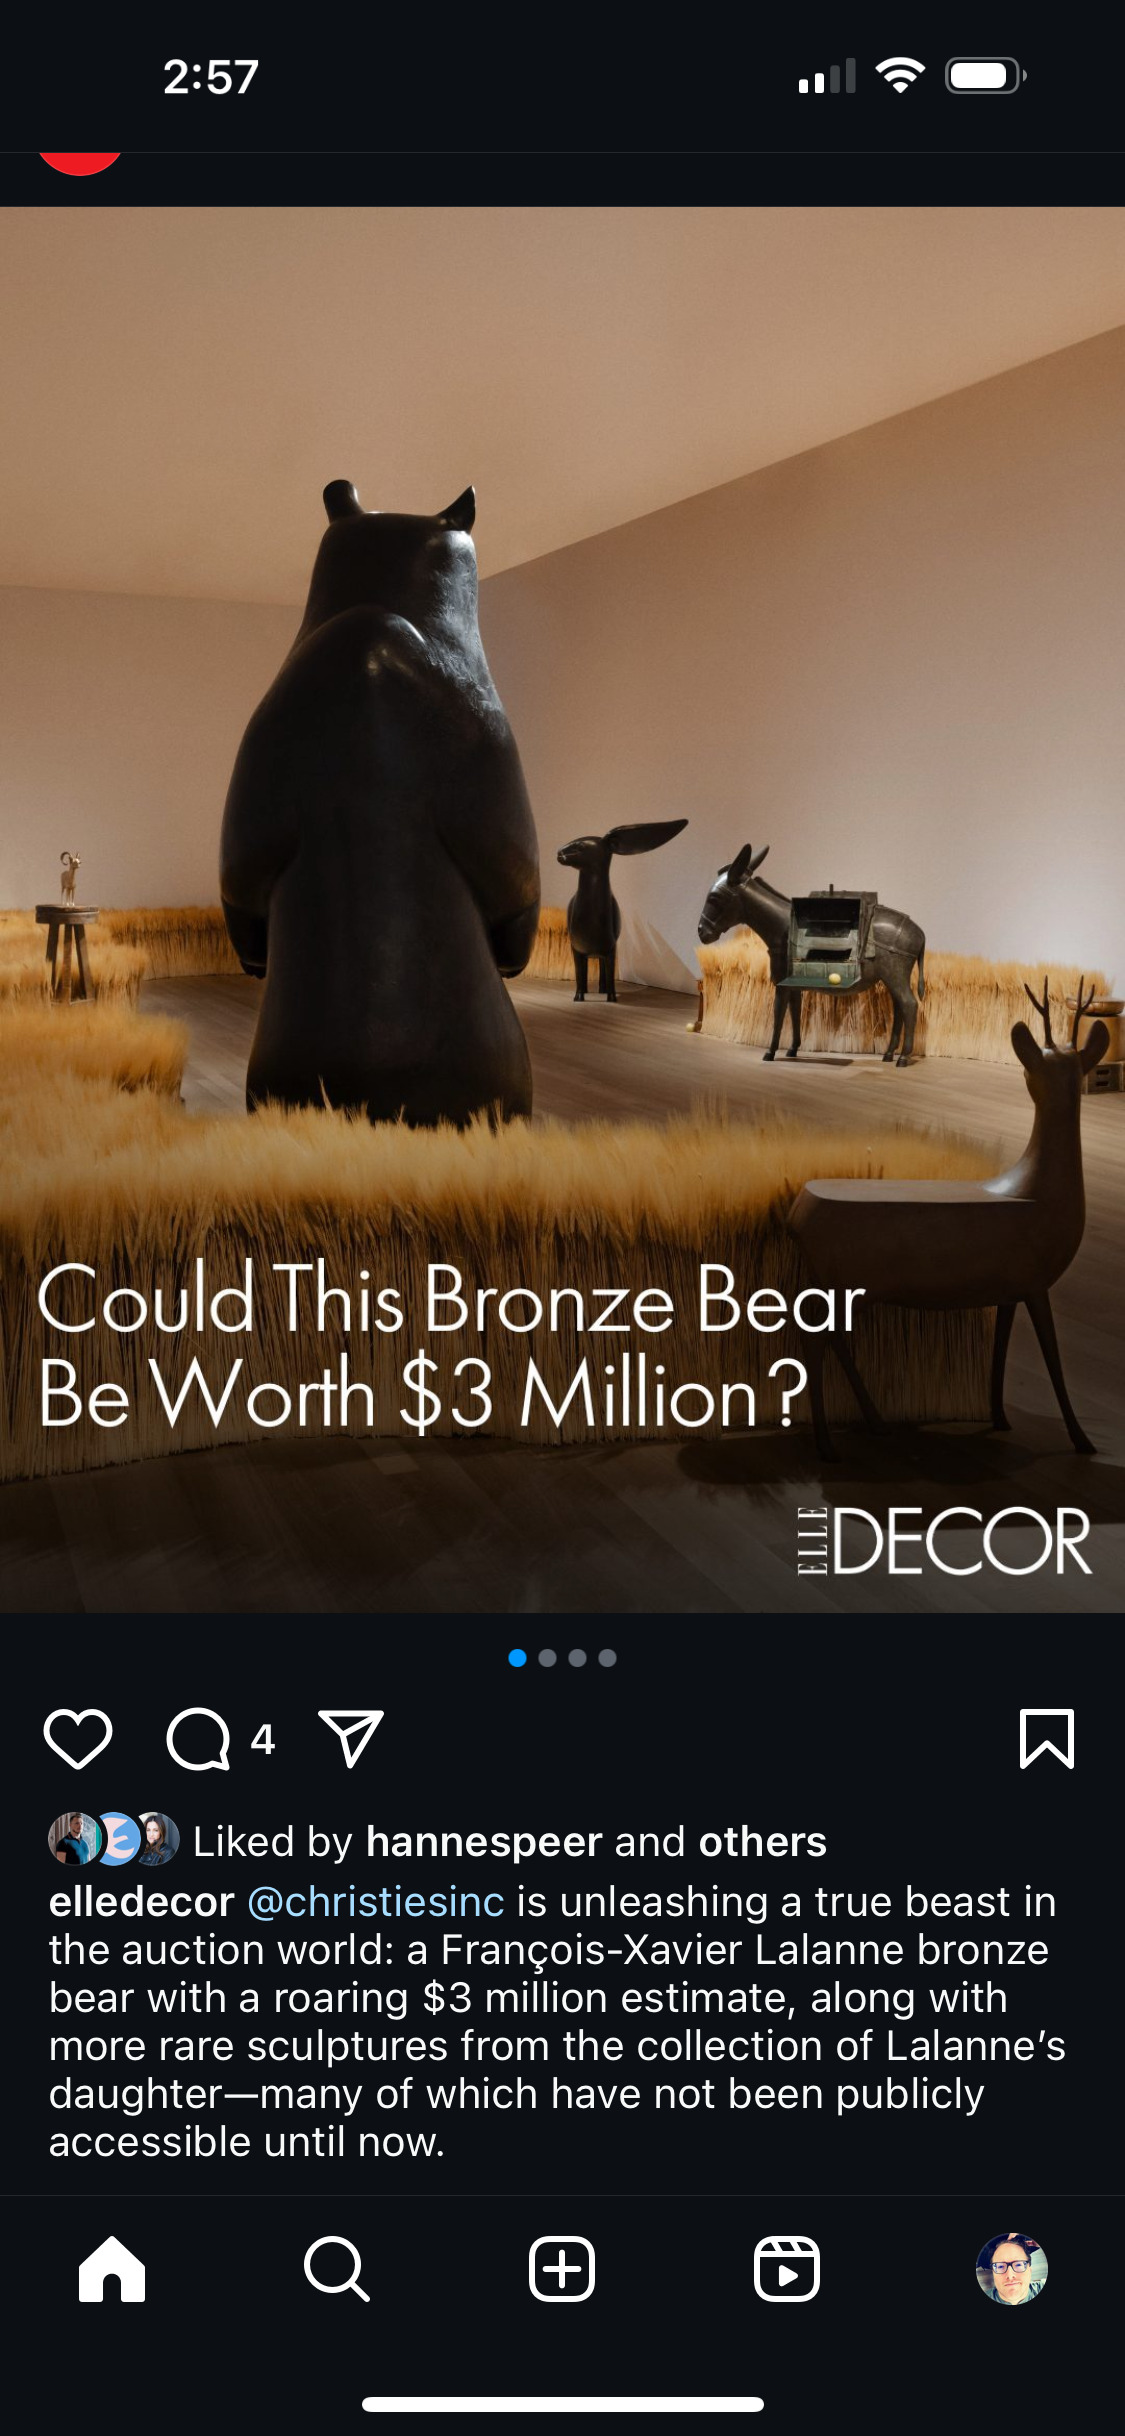 2:57
Could This Bronze Bear
Be Worth $3 Million?
ELLE DECOR
4
Liked by hannespeer and others
elledecor @christiesinc is unleashing a true beast in
the auction world: a François-Xavier Lalanne bronze
bear with a roaring $3 million estimate, along with
more rare sculptures from the collection of Lalanne’s
daughter—many of which have not been publicly
accessible until now.